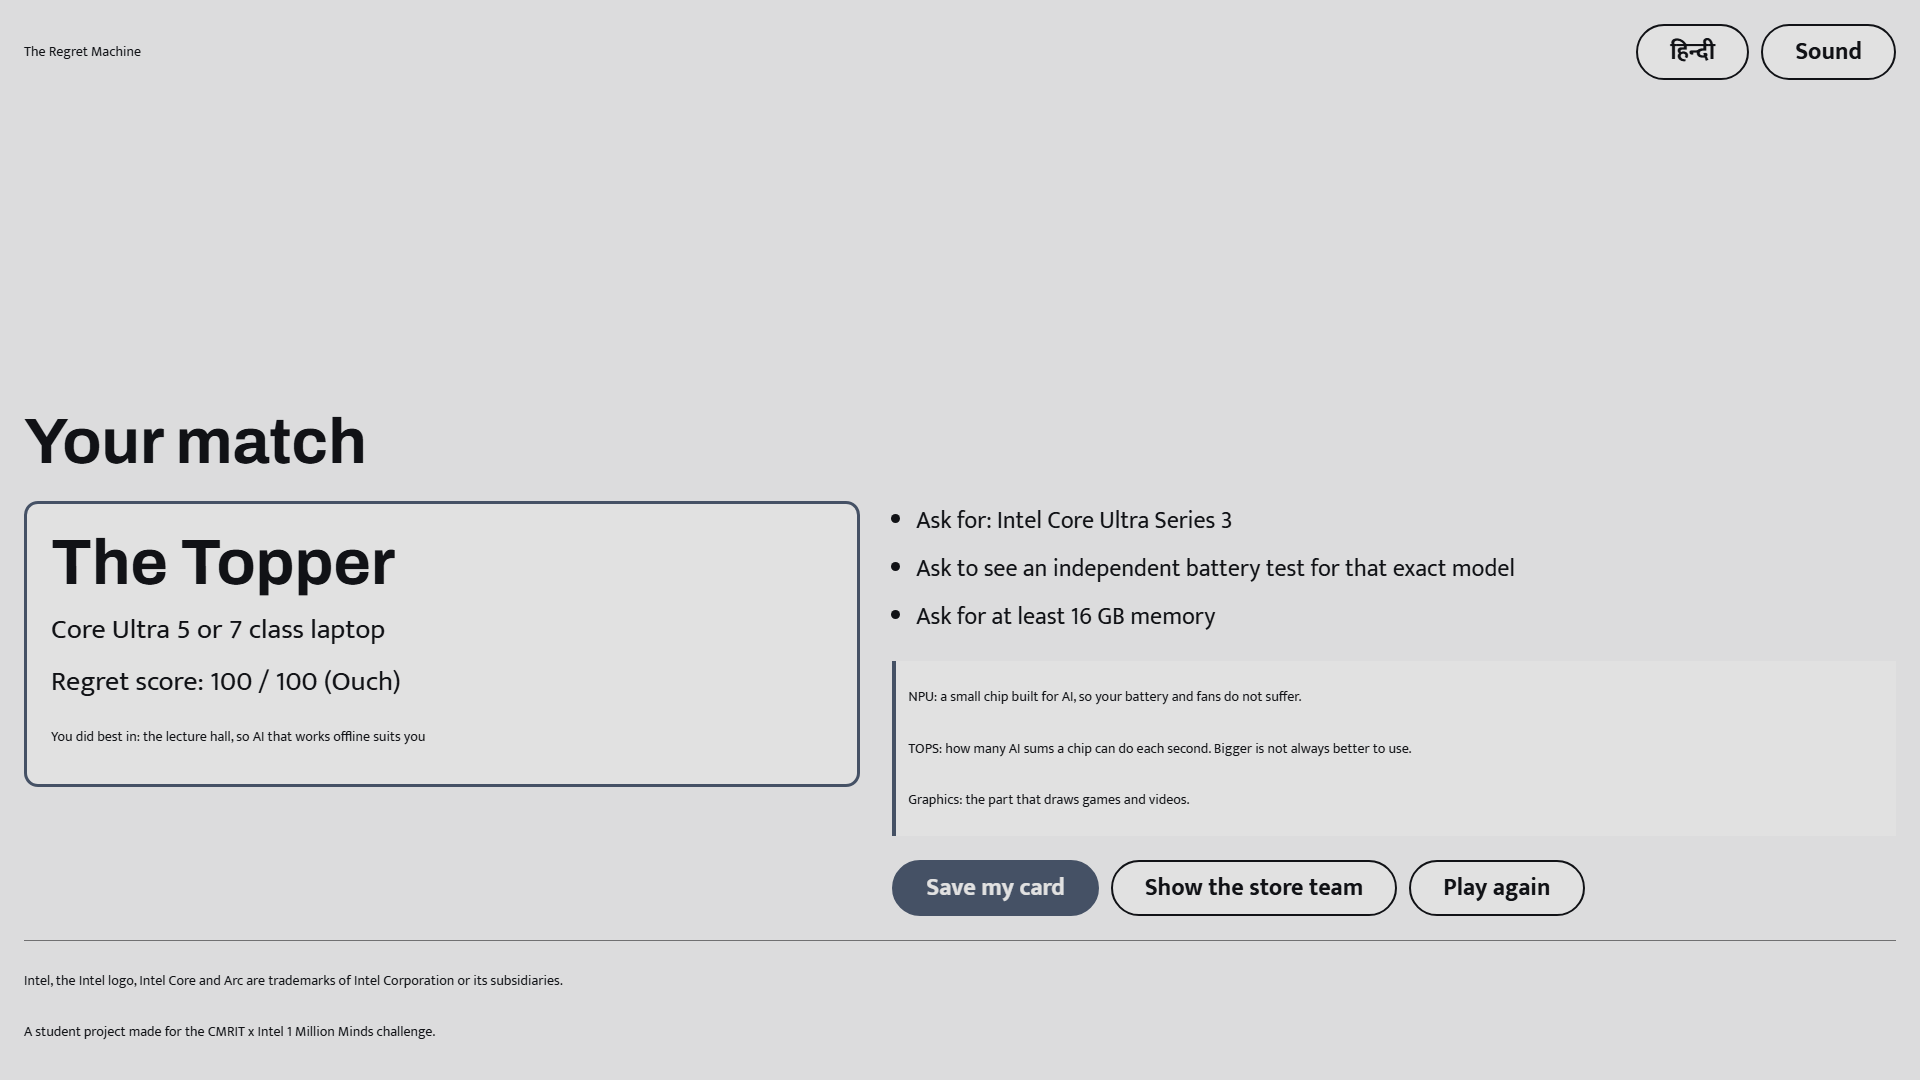 The Regret Machine
हिन्दी
Sound
Your match
The Topper
Core Ultra 5 or 7 class laptop
Regret score: 100 / 100 (Ouch)
You did best in: the lecture hall, so AI that works offline suits you
Ask for: Intel Core Ultra Series 3
Ask to see an independent battery test for that exact model
Ask for at least 16 GB memory
NPU: a small chip built for AI, so your battery and fans do not suffer.
TOPS: how many AI sums a chip can do each second. Bigger is not always better to use.
Graphics: the part that draws games and videos.
Save my card
Show the store team
Play again
Intel, the Intel logo, Intel Core and Arc are trademarks of Intel Corporation or its subsidiaries.
A student project made for the CMRIT x Intel 1 Million Minds challenge.